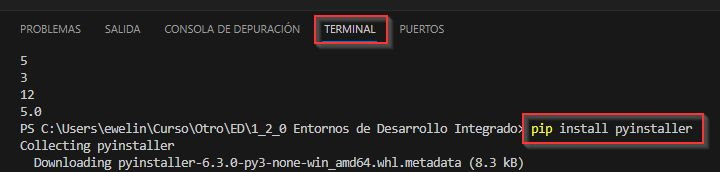 PROBLEMAS SALIDA CONSOLA DE DEPURACIÓN TERMINAL PUERTOS
5
3
12
5.0
PS C:\Users\ewelin\Curso\Otro\ED\1_2_0 Entornos de Desarrollo Integrado> pip install pyinstaller
Collecting pyinstaller
  Downloading pyinstaller-6.3.0-py3-none-win_amd64.whl.metadata (8.3 kB)